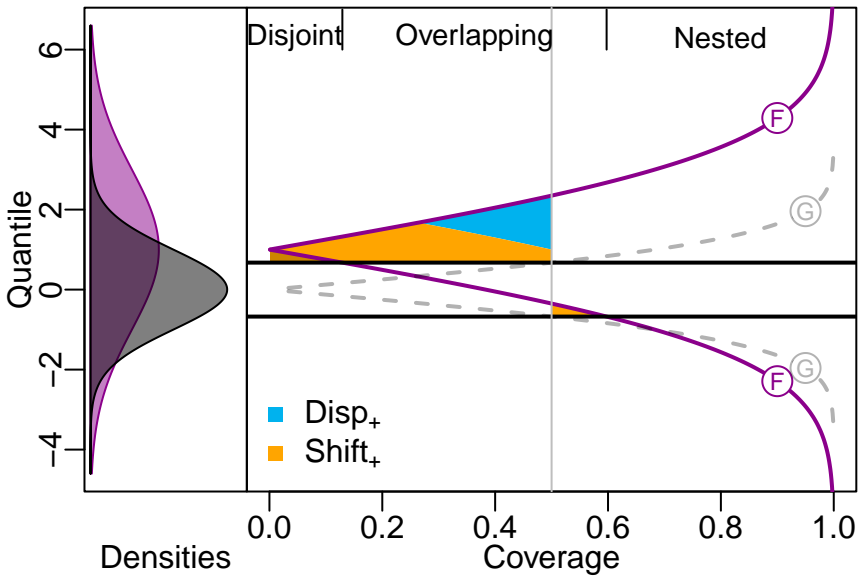 Disjoint Overlapping Nested
Quantile
6
4
2
0
−2
−4
F
G
G
F
Disp+
Shift+
0.0 0.2 0.4 0.6 0.8 1.0
Densities Coverage